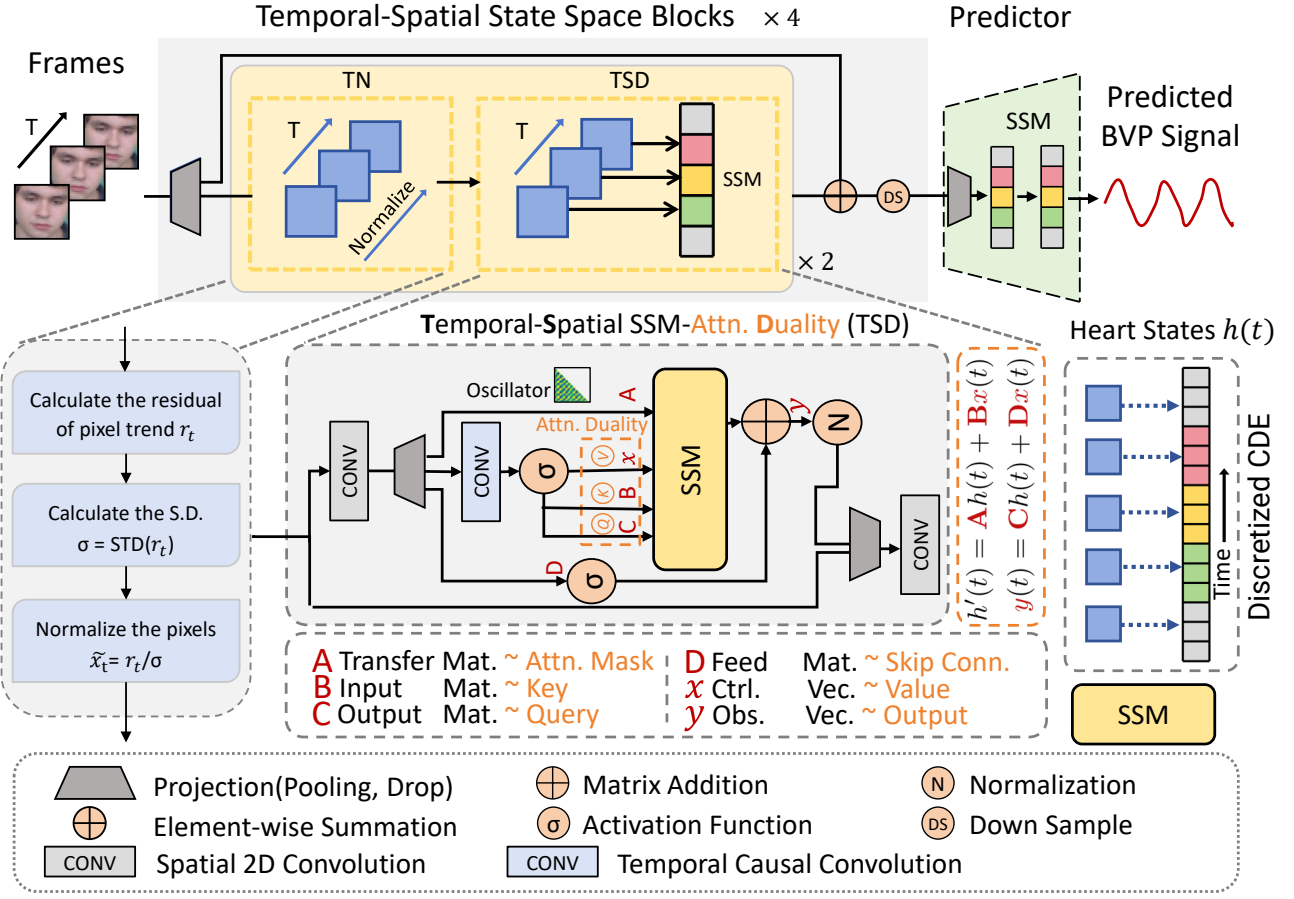 Temporal-Spatial State Space Blocks × 4
Predictor
Frames
T
TN
T
Normalize
TSD
T
SSM
× 2
DS
SSM
Predicted
BVP Signal
Calculate the residual
of pixel trend r_t
Calculate the S.D.
σ = STD(r_t)
Normalize the pixels
x̃_t= r_t/σ
Temporal-Spatial SSM-Attn. Duality (TSD)
Oscillator
Attn. Duality
CONV
CONV
σ
A
V x
K B
Q C
D
σ
SSM
y
N
CONV
h′(t) = Ah(t) + Bx(t)
y(t) = Ch(t) + Dx(t)
Heart States h(t)
Time
Discretized CDE
SSM
A Transfer Mat. ~ Attn. Mask
B Input Mat. ~ Key
C Output Mat. ~ Query
D Feed Mat. ~ Skip Conn.
x Ctrl. Vec. ~ Value
y Obs. Vec. ~ Output
Projection(Pooling, Drop)
Matrix Addition
N Normalization
Element-wise Summation
σ Activation Function
DS Down Sample
CONV Spatial 2D Convolution
CONV Temporal Causal Convolution